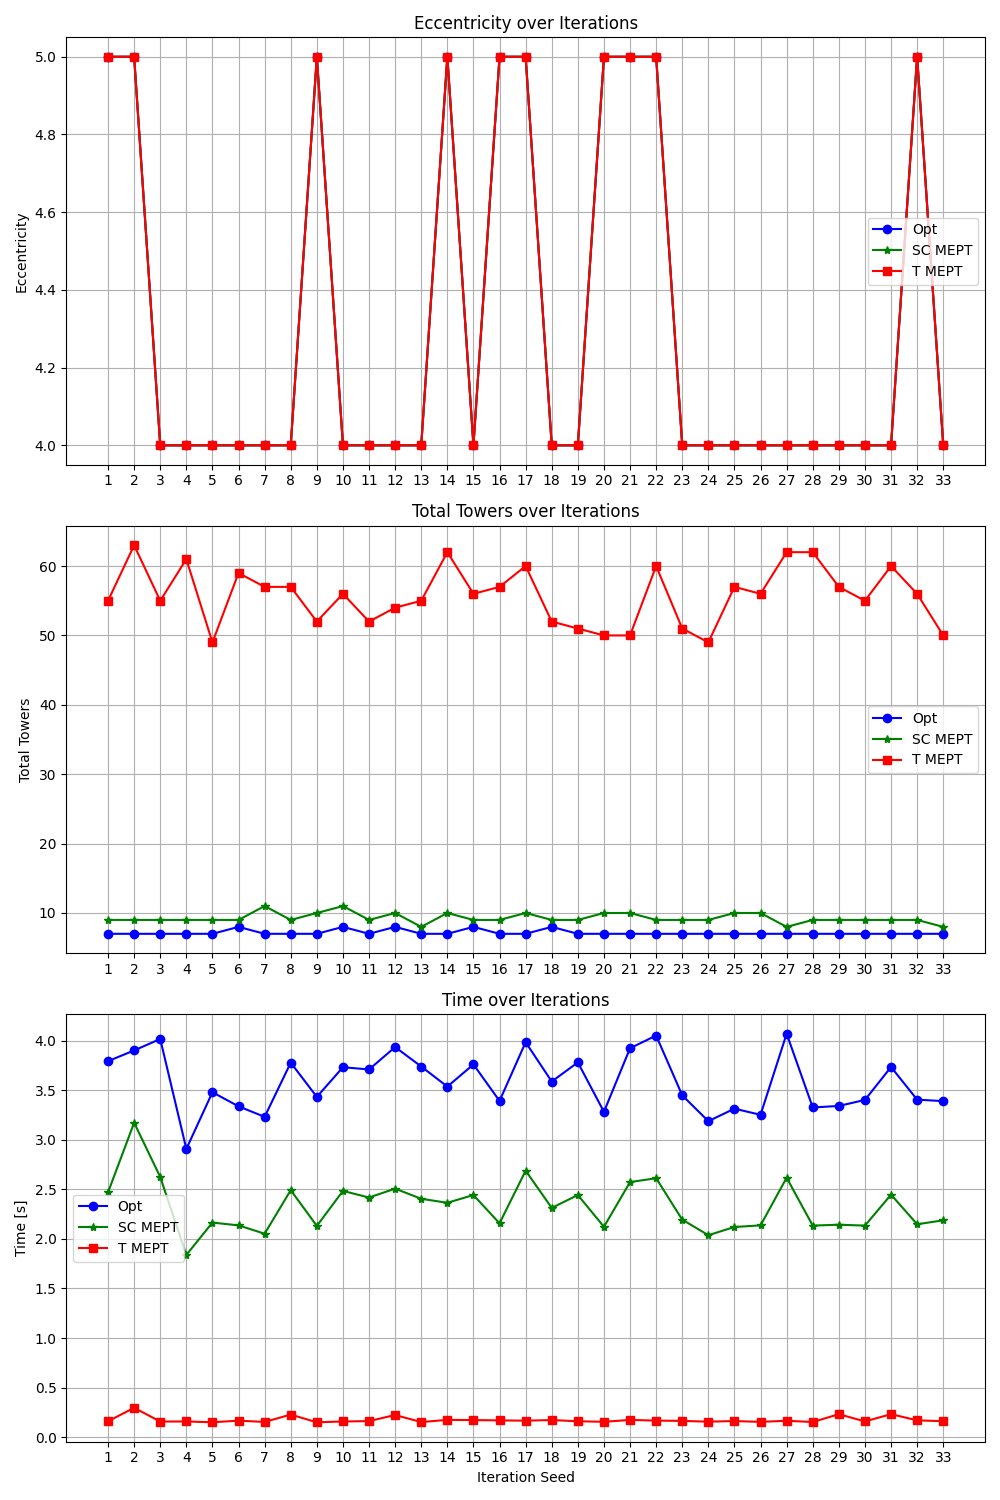 Eccentricity over Iterations
Eccentricity
5.0
4.8
4.6
4.4
4.2
4.0
Opt
SC MEPT
T MEPT
1 2 3 4 5 6 7 8 9 10 11 12 13 14 15 16 17 18 19 20 21 22 23 24 25 26 27 28 29 30 31 32 33
Total Towers over Iterations
Total Towers
60
50
40
30
20
10
Opt
SC MEPT
T MEPT
1 2 3 4 5 6 7 8 9 10 11 12 13 14 15 16 17 18 19 20 21 22 23 24 25 26 27 28 29 30 31 32 33
Time over Iterations
Time [s]
4.0
3.5
3.0
2.5
2.0
1.5
1.0
0.5
0.0
Opt
SC MEPT
T MEPT
1 2 3 4 5 6 7 8 9 10 11 12 13 14 15 16 17 18 19 20 21 22 23 24 25 26 27 28 29 30 31 32 33
Iteration Seed